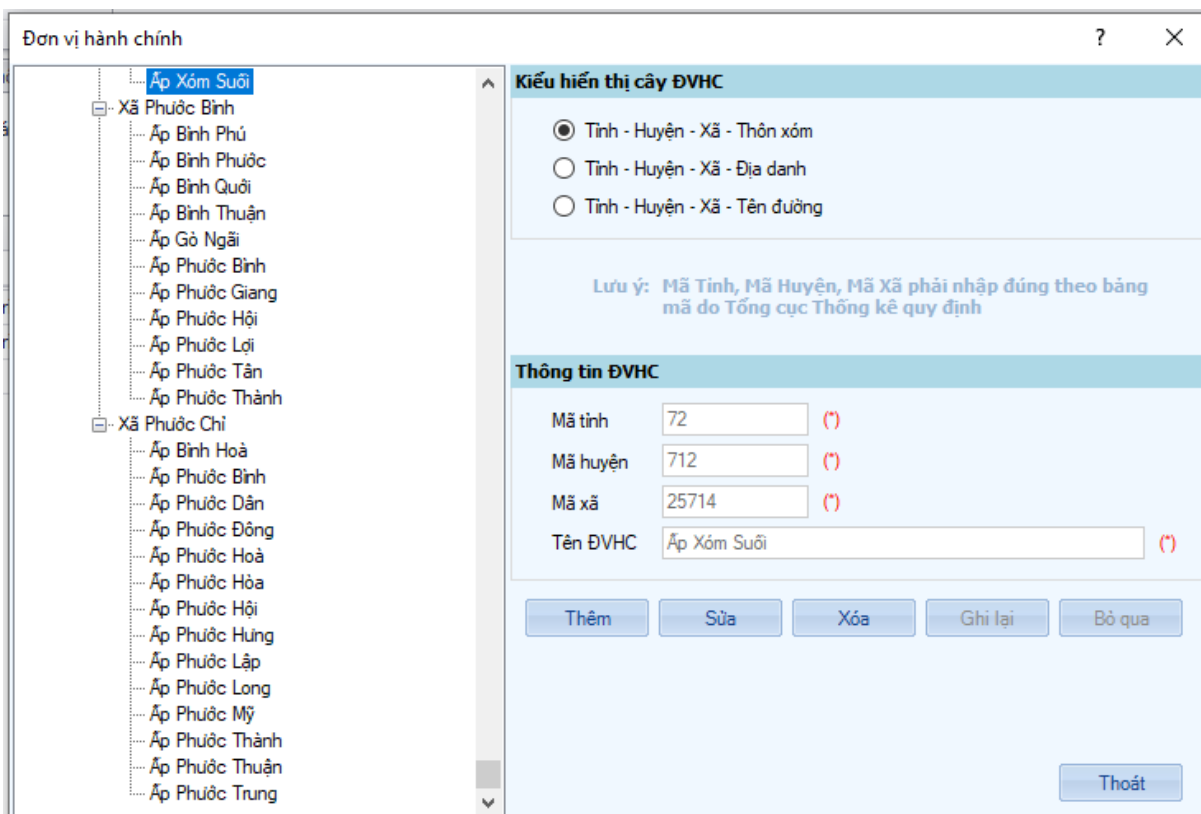 Đơn vị hành chính
?
Ấp Xóm Suối
Xã Phước Bình
Ấp Bình Phú
Ấp Bình Phước
Ấp Bình Quới
Ấp Bình Thuận
Ấp Gò Ngãi
Ấp Phước Bình
Ấp Phước Giang
Ấp Phước Hội
Ấp Phước Lợi
Ấp Phước Tân
Ấp Phước Thành
Xã Phước Chỉ
Ấp Bình Hoà
Ấp Phước Bình
Ấp Phước Dân
Ấp Phước Đông
Ấp Phước Hoà
Ấp Phước Hòa
Ấp Phước Hội
Ấp Phước Hưng
Ấp Phước Lập
Ấp Phước Long
Ấp Phước Mỹ
Ấp Phước Thành
Ấp Phước Thuận
Ấp Phước Trung
Kiểu hiển thị cây ĐVHC
Tỉnh - Huyện - Xã - Thôn xóm
Tỉnh - Huyện - Xã - Địa danh
Tỉnh - Huyện - Xã - Tên đường
Lưu ý: Mã Tỉnh, Mã Huyện, Mã Xã phải nhập đúng theo bảng
mã do Tổng cục Thống kê quy định
Thông tin ĐVHC
Mã tỉnh 72 (*)
Mã huyện 712 (*)
Mã xã 25714 (*)
Tên ĐVHC Ấp Xóm Suối (*)
Thêm Sửa Xóa Ghi lại Bỏ qua
Thoát